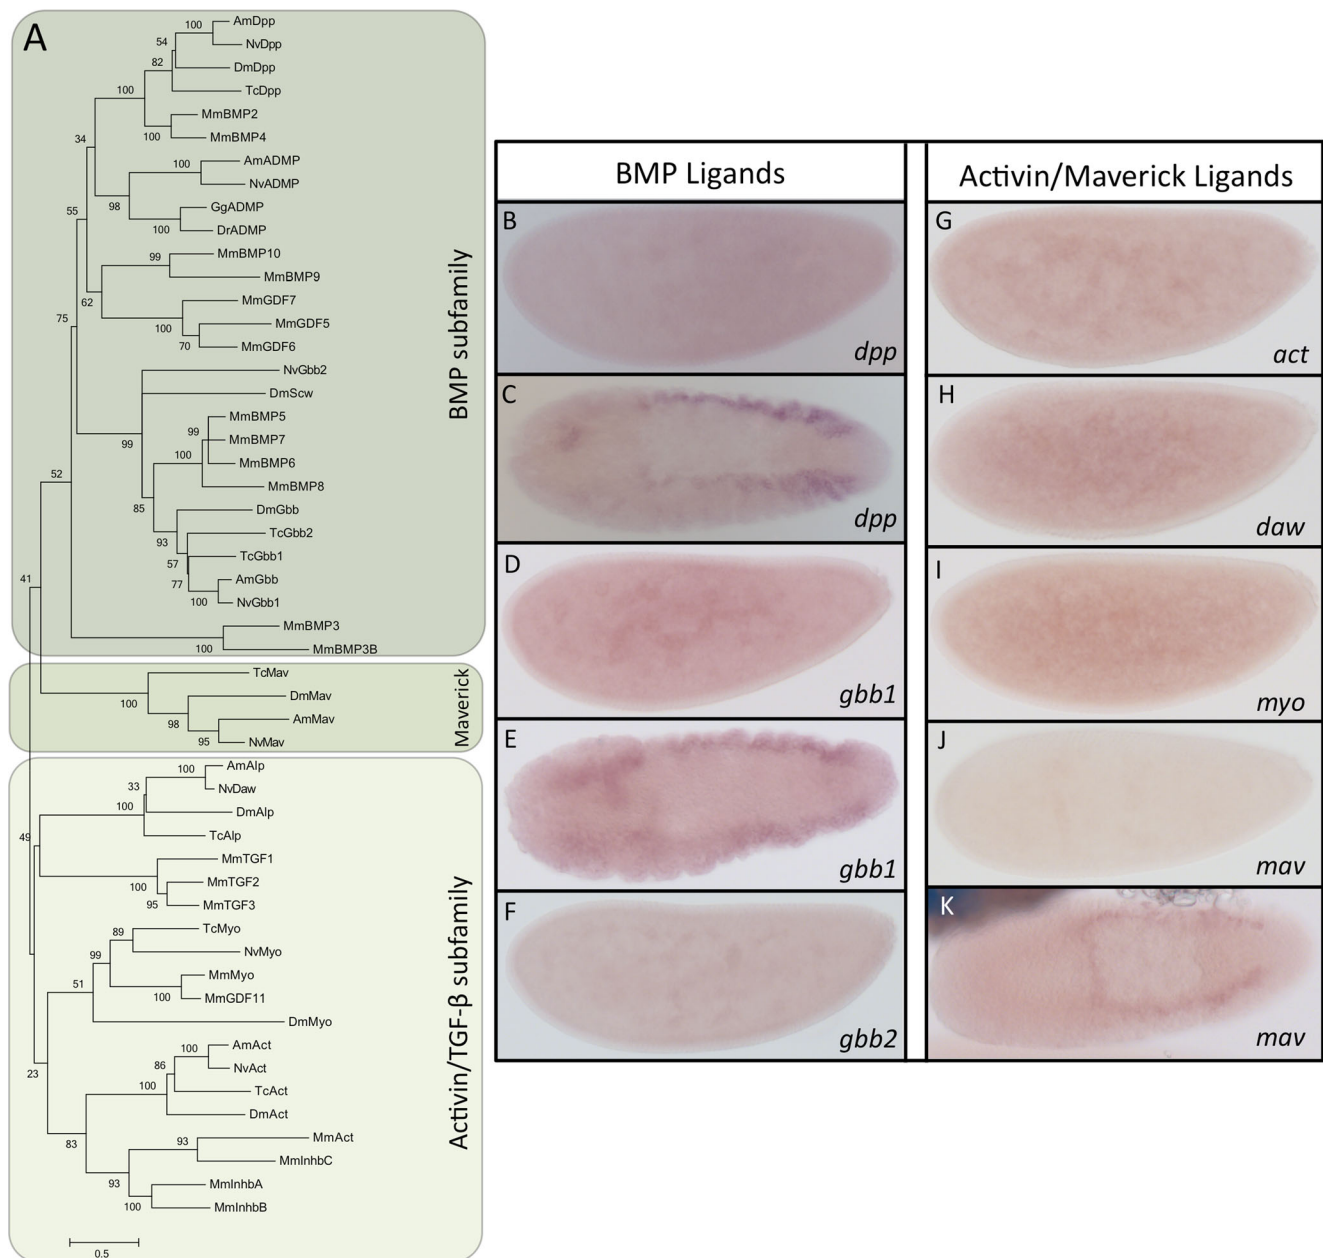 A
100
AmDpp
54
NvDpp
82
DmDpp
100
TcDpp
MmBMP2
100
MmBMP4
34
100
AmADMP
NvADMP
98
GgADMP
100
DrADMP
55
99
MmBMP10
MmBMP9
62
MmGDF7
100
MmGDF5
70
MmGDF6
75
NvGbb2
DmScw
99
MmBMP5
99
MmBMP7
100
MmBMP6
MmBMP8
85
DmGbb
93
TcGbb2
57
TcGbb1
77
AmGbb
100
NvGbb1
52
MmBMP3
100
MmBMP3B
41
BMP subfamily
TcMav
100
DmMav
98
AmMav
95
NvMav
Maverick
100
AmAlp
33
NvDaw
100
DmAlp
TcAlp
49
MmTGF1
100
MmTGF2
95
MmTGF3
89
TcMyo
99
NvMyo
51
MmMyo
100
MmGDF11
DmMyo
23
100
AmAct
86
NvAct
100
TcAct
DmAct
83
93
MmAct
MmInhbC
93
MmInhbA
100
MmInhbB
0.5
Activin/TGF-β subfamily
BMP Ligands
B
dpp
C
dpp
D
gbb1
E
gbb1
F
gbb2
Activin/Maverick Ligands
G
act
H
daw
I
myo
J
mav
K
mav